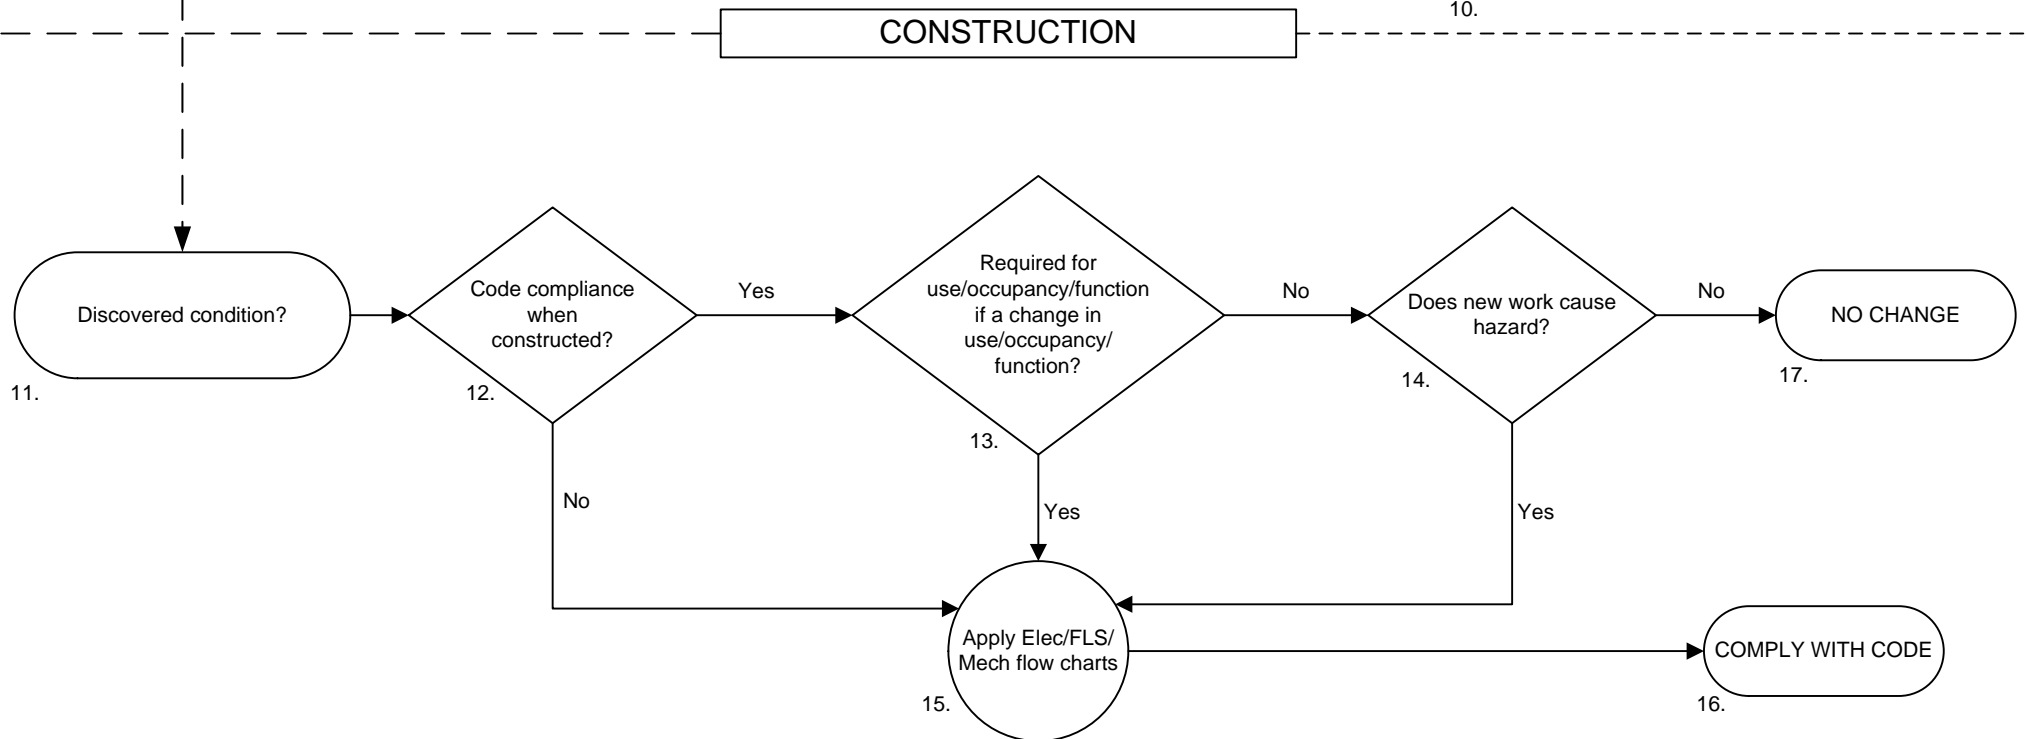 10.
CONSTRUCTION
Discovered condition?
11.
Code compliance
when
constructed?
12.
Yes
No
Required for
use/occupancy/function
if a change in
use/occupancy/
function?
13.
No
Yes
Does new work cause
hazard?
14.
No
Yes
NO CHANGE
17.
Apply Elec/FLS/
Mech flow charts
15.
COMPLY WITH CODE
16.